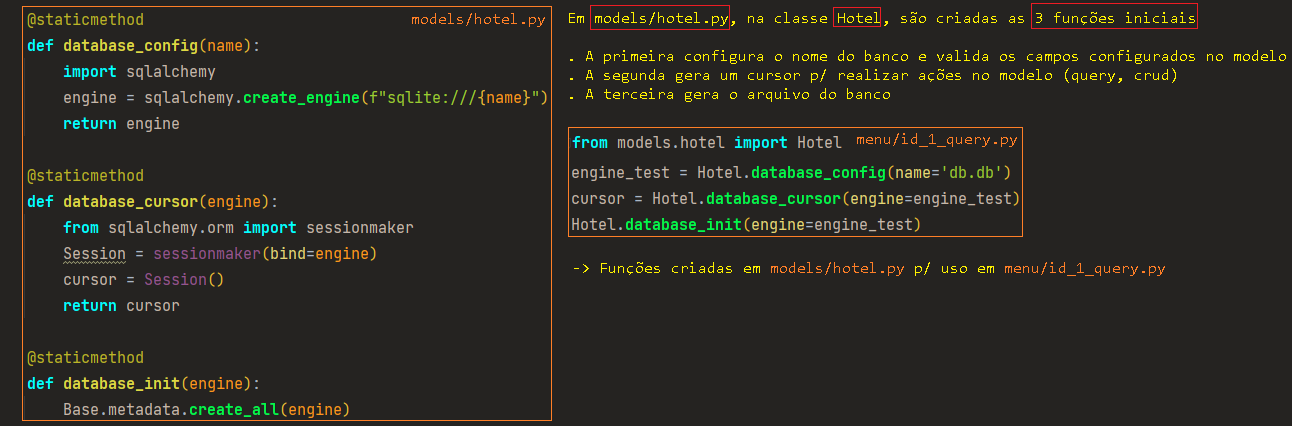 @staticmethod models/hotel.py
def database_config(name):
    import sqlalchemy
    engine = sqlalchemy.create_engine(f"sqlite:///{name}")
    return engine
@staticmethod
def database_cursor(engine):
    from sqlalchemy.orm import sessionmaker
    Session = sessionmaker(bind=engine)
    cursor = Session()
    return cursor
@staticmethod
def database_init(engine):
    Base.metadata.create_all(engine)
Em models/hotel.py, na classe Hotel, são criadas as 3 funções iniciais
. A primeira configura o nome do banco e valida os campos configurados no modelo
. A segunda gera um cursor p/ realizar ações no modelo (query, crud)
. A terceira gera o arquivo do banco
from models.hotel import Hotel menu/id_1_query.py
engine_test = Hotel.database_config(name='db.db')
cursor = Hotel.database_cursor(engine=engine_test)
Hotel.database_init(engine=engine_test)
-> Funções criadas em models/hotel.py p/ uso em menu/id_1_query.py